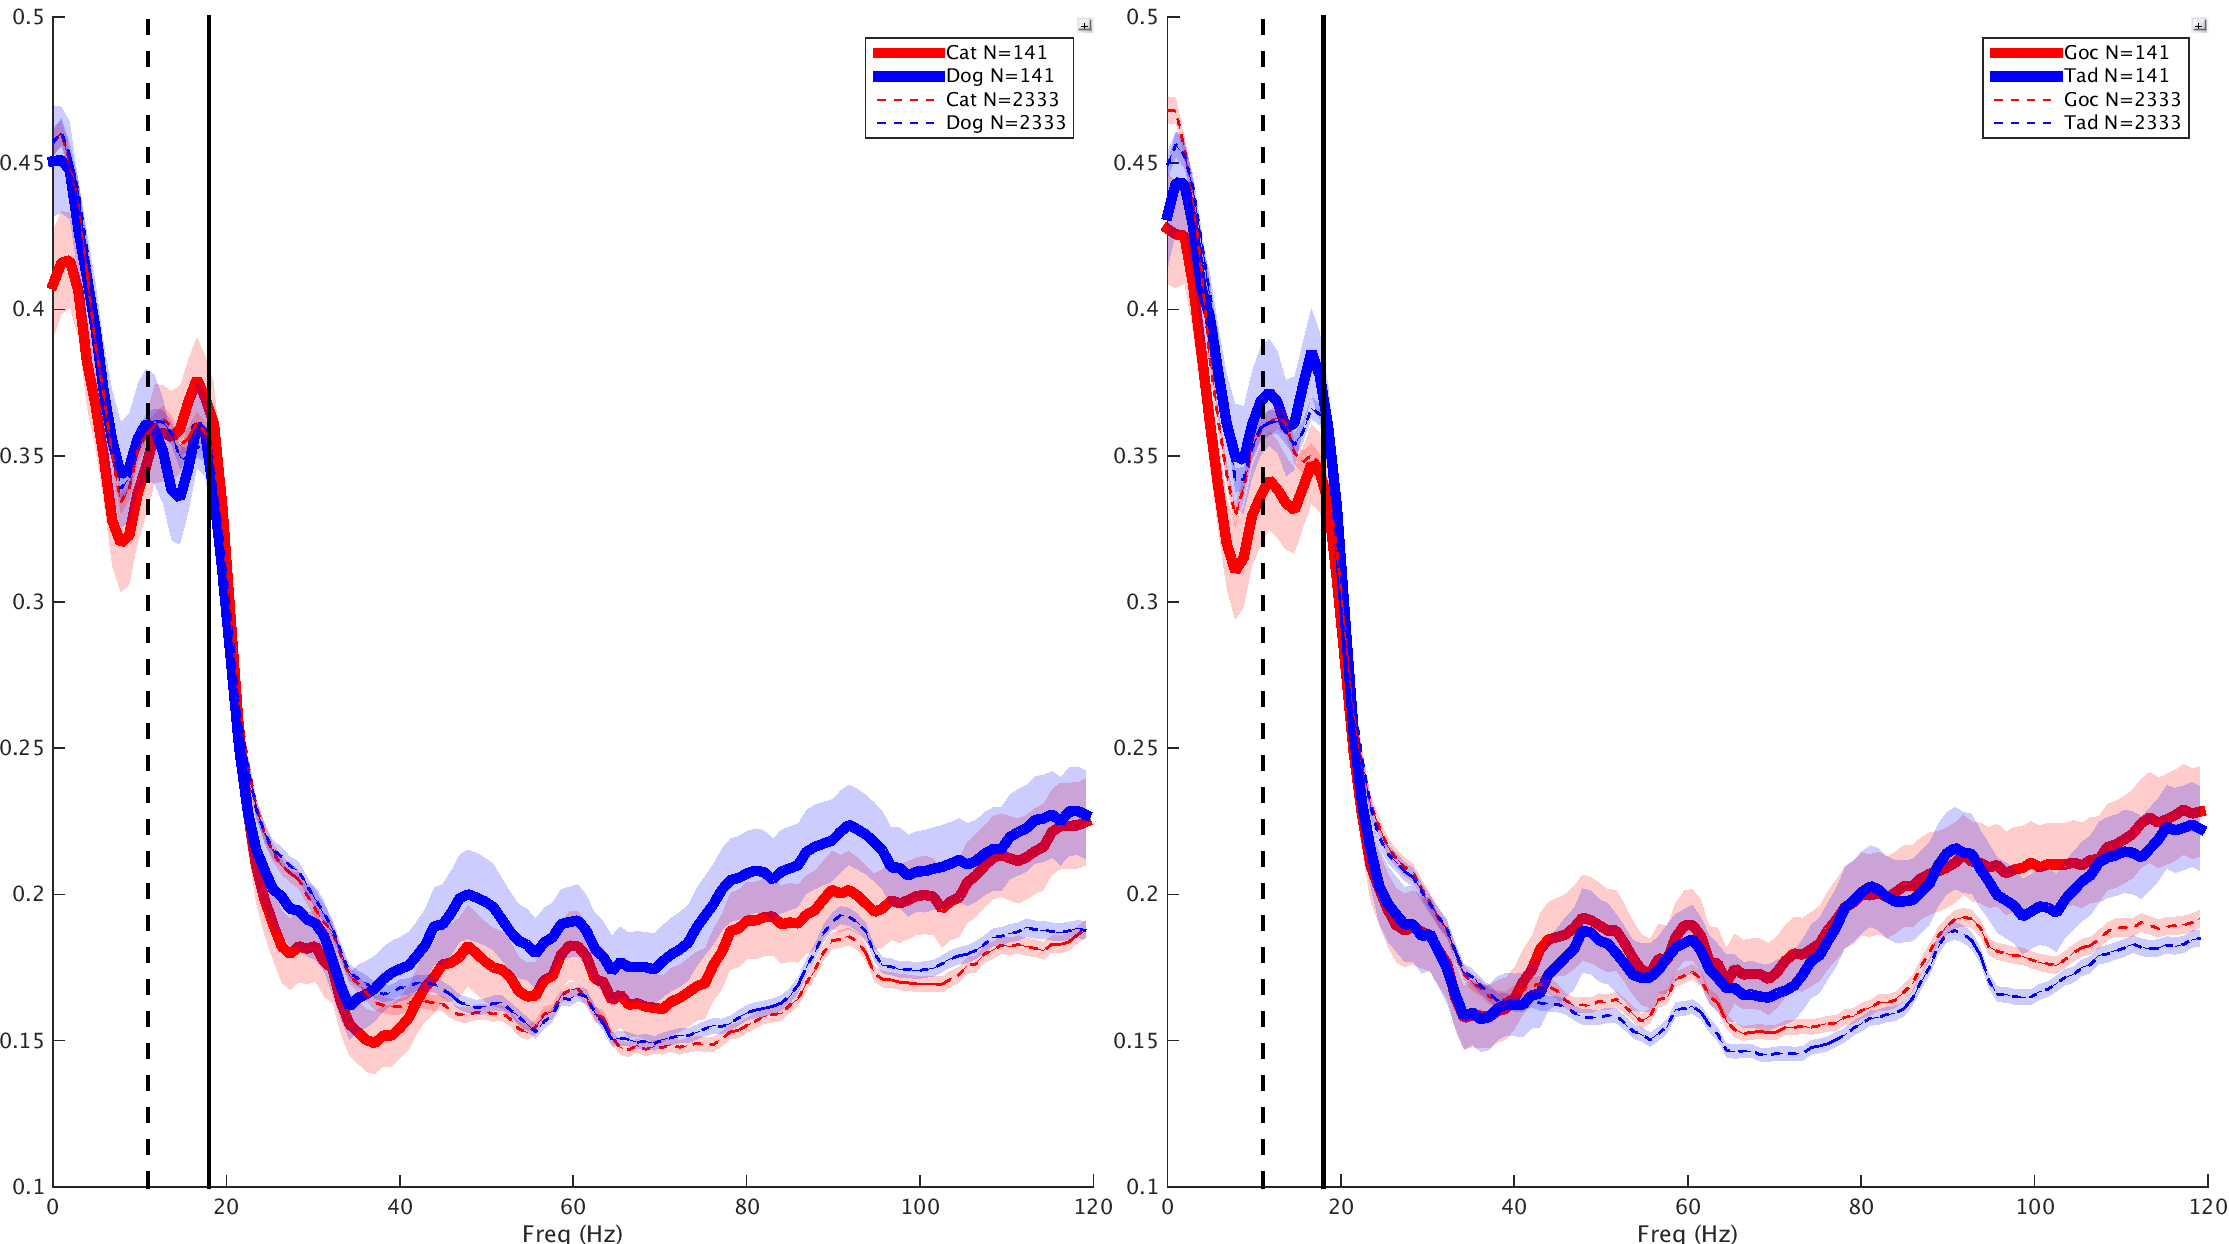 0.5
0.45
0.4
0.35
0.3
0.25
0.2
0.15
0.1
0 20 40 60 80 100 120
Freq (Hz)
Cat N=141
Dog N=141
Cat N=2333
Dog N=2333
0.5
0.45
0.4
0.35
0.3
0.25
0.2
0.15
0.1
0 20 40 60 80 100 120
Freq (Hz)
Goc N=141
Tad N=141
Goc N=2333
Tad N=2333